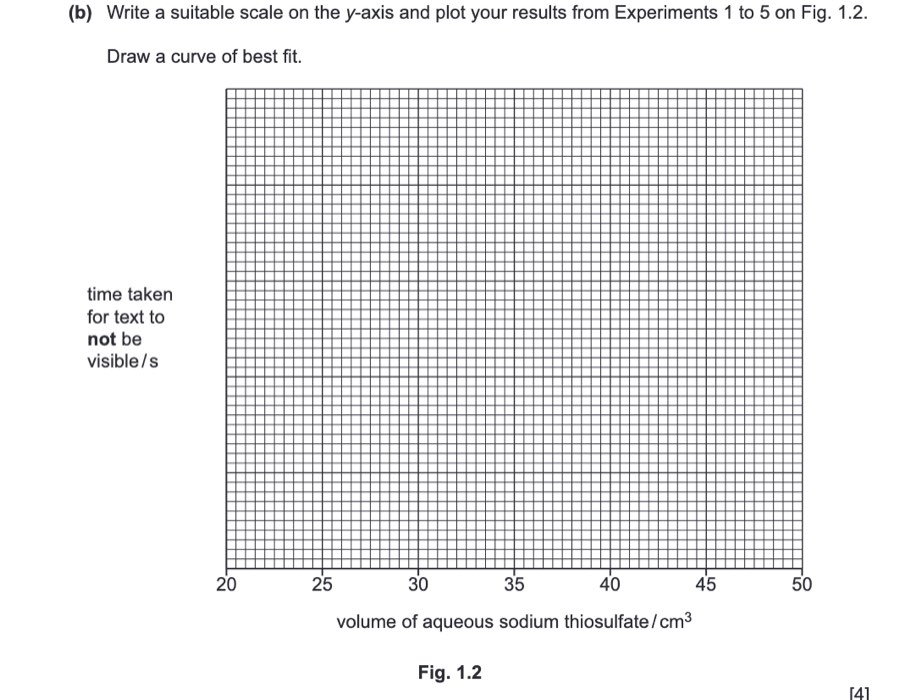 (b) Write a suitable scale on the y-axis and plot your results from Experiments 1 to 5 on Fig. 1.2.
Draw a curve of best fit.
time taken
for text to
not be
visible/s
20 25 30 35 40 45 50
volume of aqueous sodium thiosulfate/cm³
Fig. 1.2
[4]